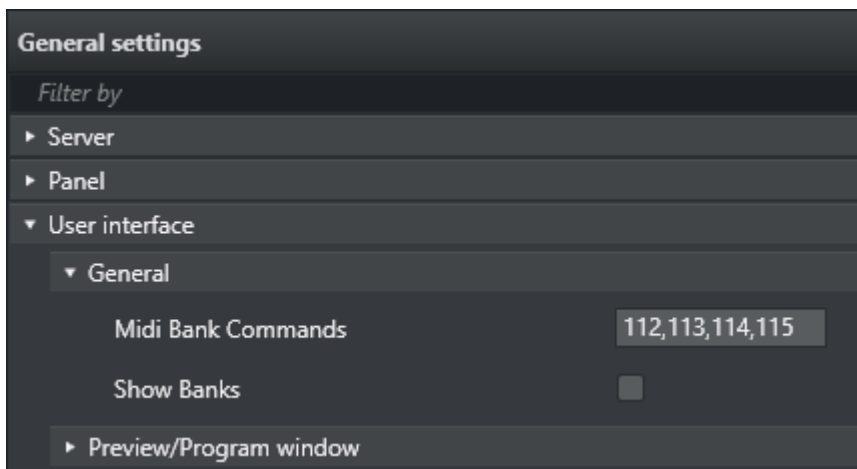 General settings
Filter by
Server
Panel
User interface
General
Midi Bank Commands 112,113,114,115
Show Banks
Preview/Program window